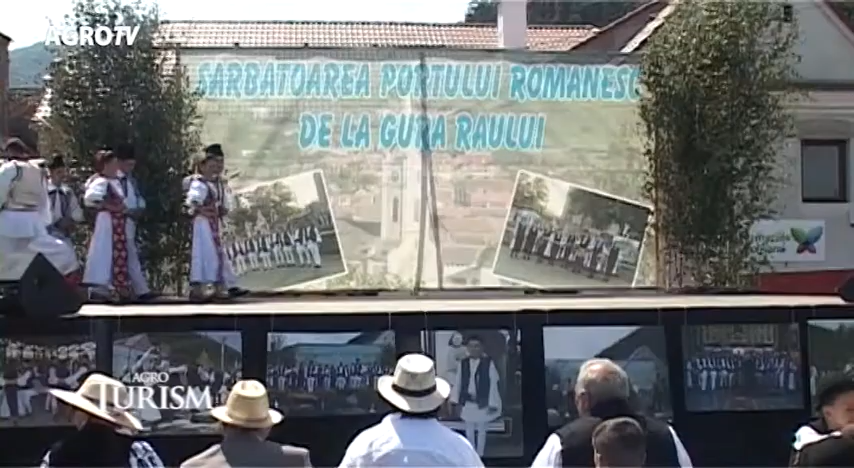 AGROTV
SARBATOAREA PORTULUI ROMANESC
DE LA GURA RAULUI
AGRO
TURISM